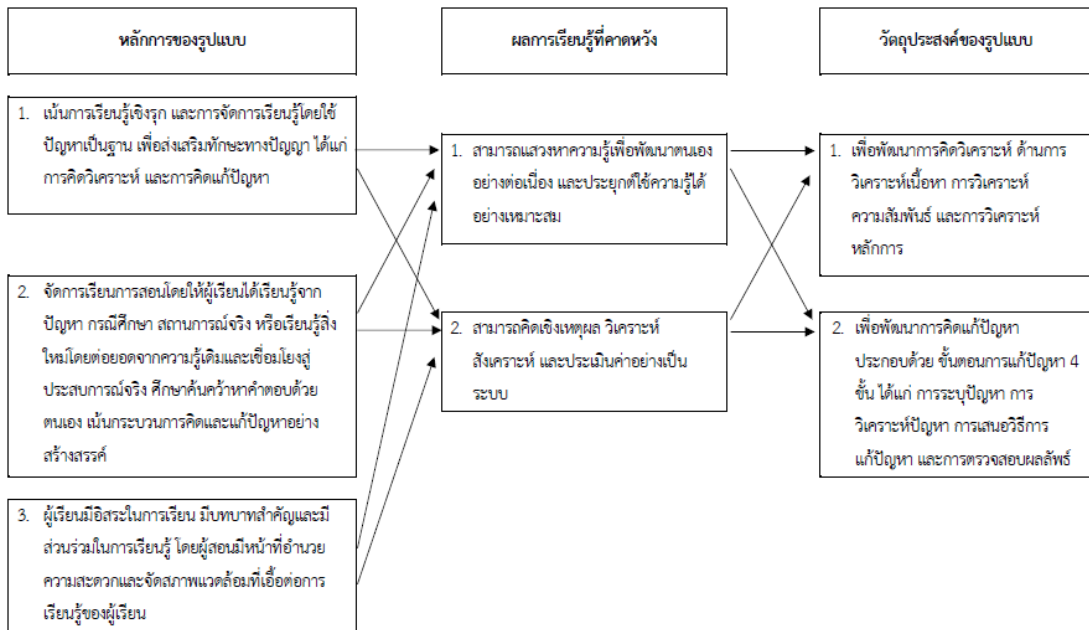 หลักการของรูปแบบ
ผลการเรียนรู้ที่คาดหวัง
วัตถุประสงค์ของรูปแบบ
1. เน้นการเรียนรู้เชิงรุก และการจัดการเรียนรู้โดยใช้
ปัญหาเป็นฐาน เพื่อส่งเสริมทักษะทางปัญญา ได้แก่
การคิดวิเคราะห์ และการคิดแก้ปัญหา
2. จัดการเรียนการสอนโดยให้ผู้เรียนได้เรียนรู้จาก
ปัญหา กรณีศึกษา สถานการณ์จริง หรือเรียนรู้สิ่ง
ใหม่โดยต่อยอดจากความรู้เดิมและเชื่อมโยงสู่
ประสบการณ์จริง ศึกษาค้นคว้าหาคำตอบด้วย
ตนเอง เน้นกระบวนการคิดและแก้ปัญหาอย่าง
สร้างสรรค์
3. ผู้เรียนมีอิสระในการเรียน มีบทบาทสำคัญและมี
ส่วนร่วมในการเรียนรู้ โดยผู้สอนมีหน้าที่อำนวย
ความสะดวกและจัดสภาพแวดล้อมที่เอื้อต่อการ
เรียนรู้ของผู้เรียน
1. สามารถแสวงหาความรู้เพื่อพัฒนาตนเอง
อย่างต่อเนื่อง และประยุกต์ใช้ความรู้ได้
อย่างเหมาะสม
2. สามารถคิดเชิงเหตุผล วิเคราะห์
สังเคราะห์ และประเมินค่าอย่างเป็น
ระบบ
1. เพื่อพัฒนาการคิดวิเคราะห์ ด้านการ
วิเคราะห์เนื้อหา การวิเคราะห์
ความสัมพันธ์ และการวิเคราะห์
หลักการ
2. เพื่อพัฒนาการคิดแก้ปัญหา
ประกอบด้วย ขั้นตอนการแก้ปัญหา 4
ขั้น ได้แก่ การระบุปัญหา การ
วิเคราะห์ปัญหา การเสนอวิธีการ
แก้ปัญหา และการตรวจสอบผลลัพธ์